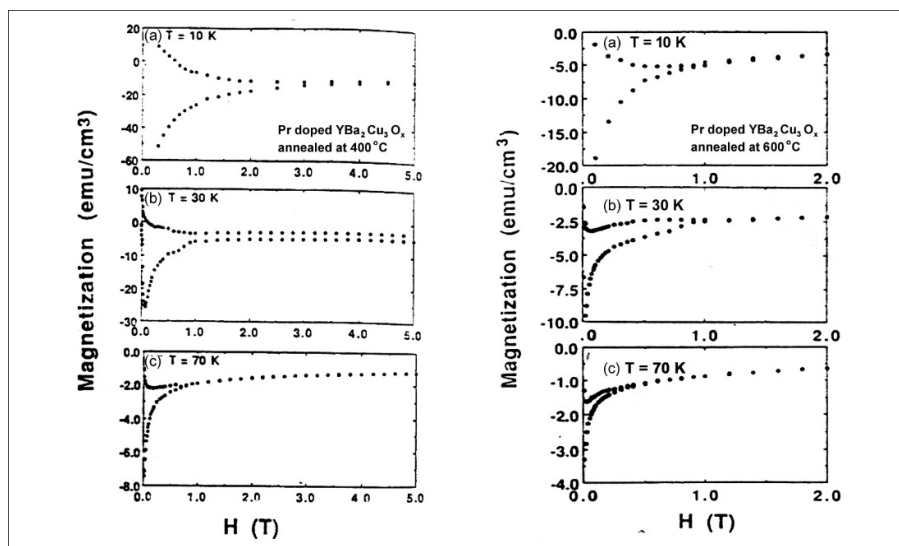 Magnetization (emu/cm³)
20
(a) T = 10 K
0
-20
-40
Pr doped YBa₂Cu₃Oₓ
annealed at 400°C
-60
0.0 1.0 2.0 3.0 4.0 5.0
10
(b) T = 30 K
0
-10
-20
-30
0.0 1.0 2.0 3.0 4.0 5.0
0.0
(c) T = 70 K
-2.0
-4.0
-6.0
-8.0
0.0 1.0 2.0 3.0 4.0 5.0
H (T)
Magnetization (emu/cm³)
0.0
(a) T = 10 K
-5.0
-10.0
-15.0
Pr doped YBa₂Cu₃Oₓ
annealed at 600°C
-20.0
0.0 1.0 2.0
0.0
(b) T = 30 K
-2.5
-5.0
-7.5
-10.0
0.0 1.0 2.0
0.0
(c) T = 70 K
-1.0
-2.0
-3.0
-4.0
0.0 1.0 2.0
H (T)